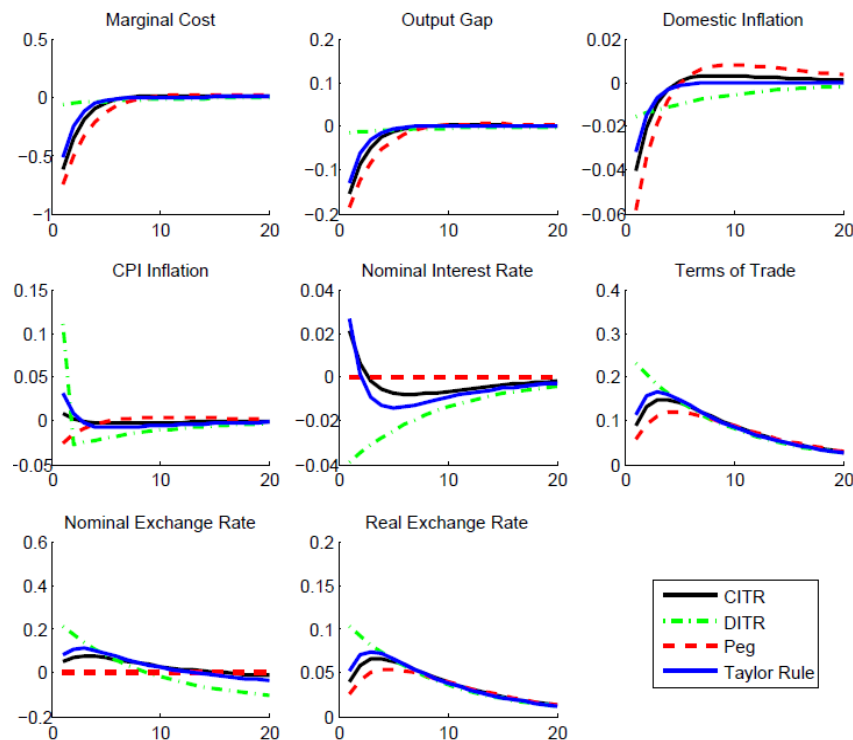 Marginal Cost
0.5
0
−0.5
−1
0 10 20
Output Gap
0.2
0.1
0
−0.1
−0.2
0 10 20
Domestic Inflation
0.02
0
−0.02
−0.04
−0.06
0 10 20
CPI Inflation
0.15
0.1
0.05
0
−0.05
0 10 20
Nominal Interest Rate
0.04
0.02
0
−0.02
−0.04
0 10 20
Terms of Trade
0.4
0.3
0.2
0.1
0
0 10 20
Nominal Exchange Rate
0.6
0.4
0.2
0
−0.2
0 10 20
Real Exchange Rate
0.2
0.15
0.1
0.05
0
0 10 20
CITR
DITR
Peg
Taylor Rule